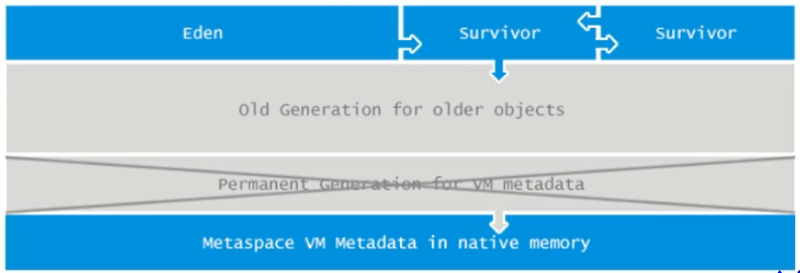 Eden
Survivor
Survivor
Old Generation for older objects
Permanent Generation for VM metadata
Metaspace VM Metadata in native memory